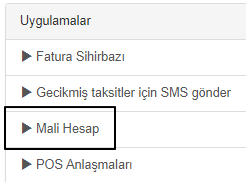 Uygulamalar
▶ Fatura Sihirbazı
▶ Gecikmiş taksitler için SMS gönder
▶ Mali Hesap
▶ POS Anlaşmaları